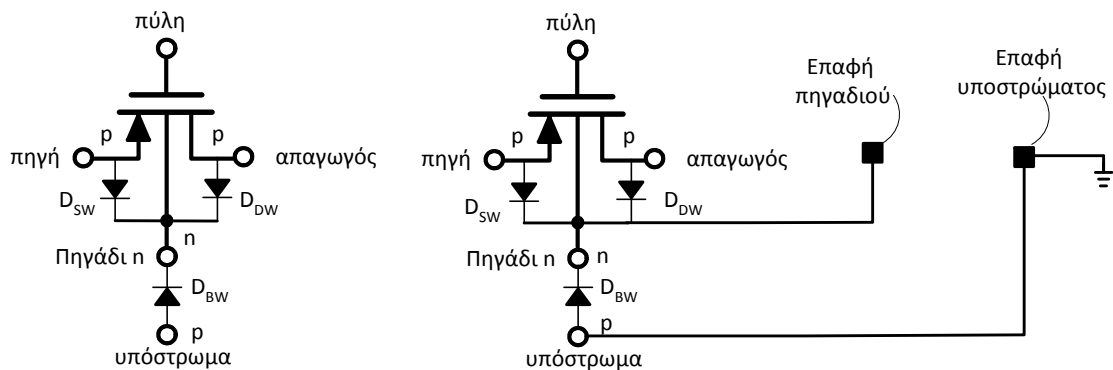 πύλη
p
p
πηγή
απαγωγός
D_SW
D_DW
n
Πηγάδι n
D_BW
p
υπόστρωμα
πύλη
p
p
πηγή
απαγωγός
D_SW
D_DW
Πηγάδι n
n
D_BW
p
υπόστρωμα
Επαφή
πηγαδιού
Επαφή
υποστρώματος